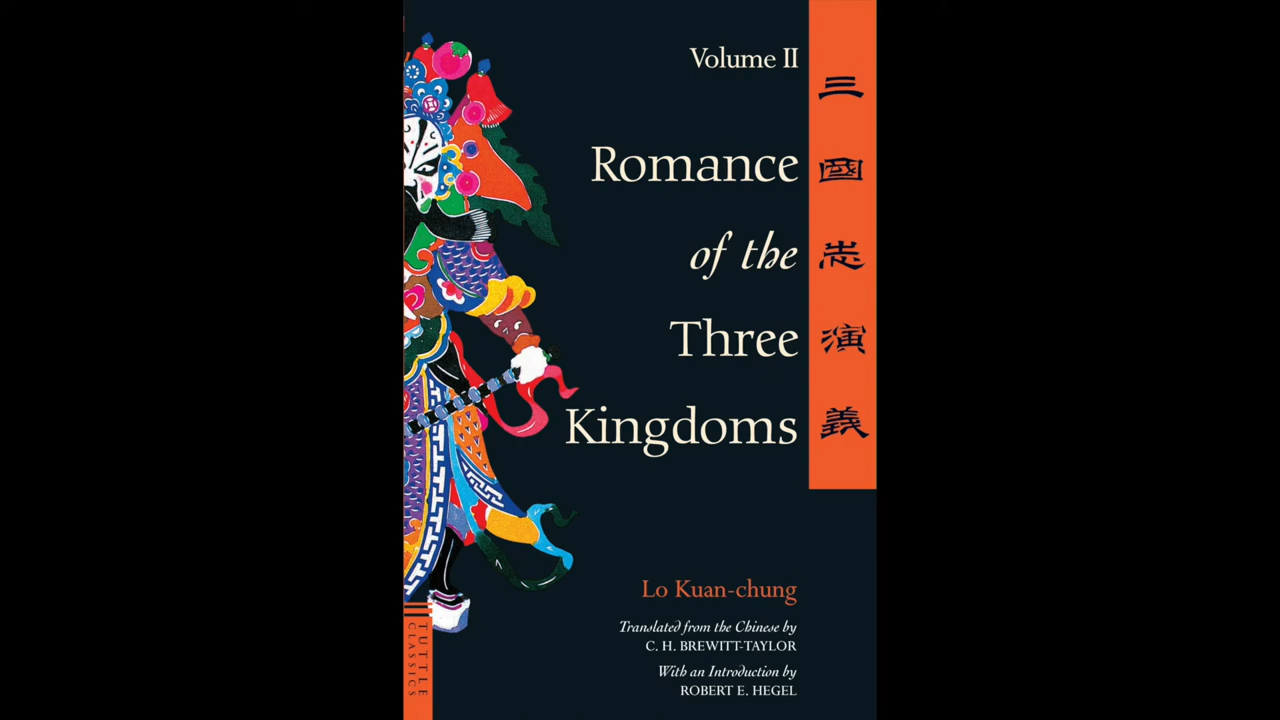 Volume II
Romance
of the
Three
Kingdoms
三國志演義
Lo Kuan-chung
Translated from the Chinese by
C. H. BREWITT-TAYLOR
With an Introduction by
ROBERT E. HEGEL
TUTTLE
CLASSICS